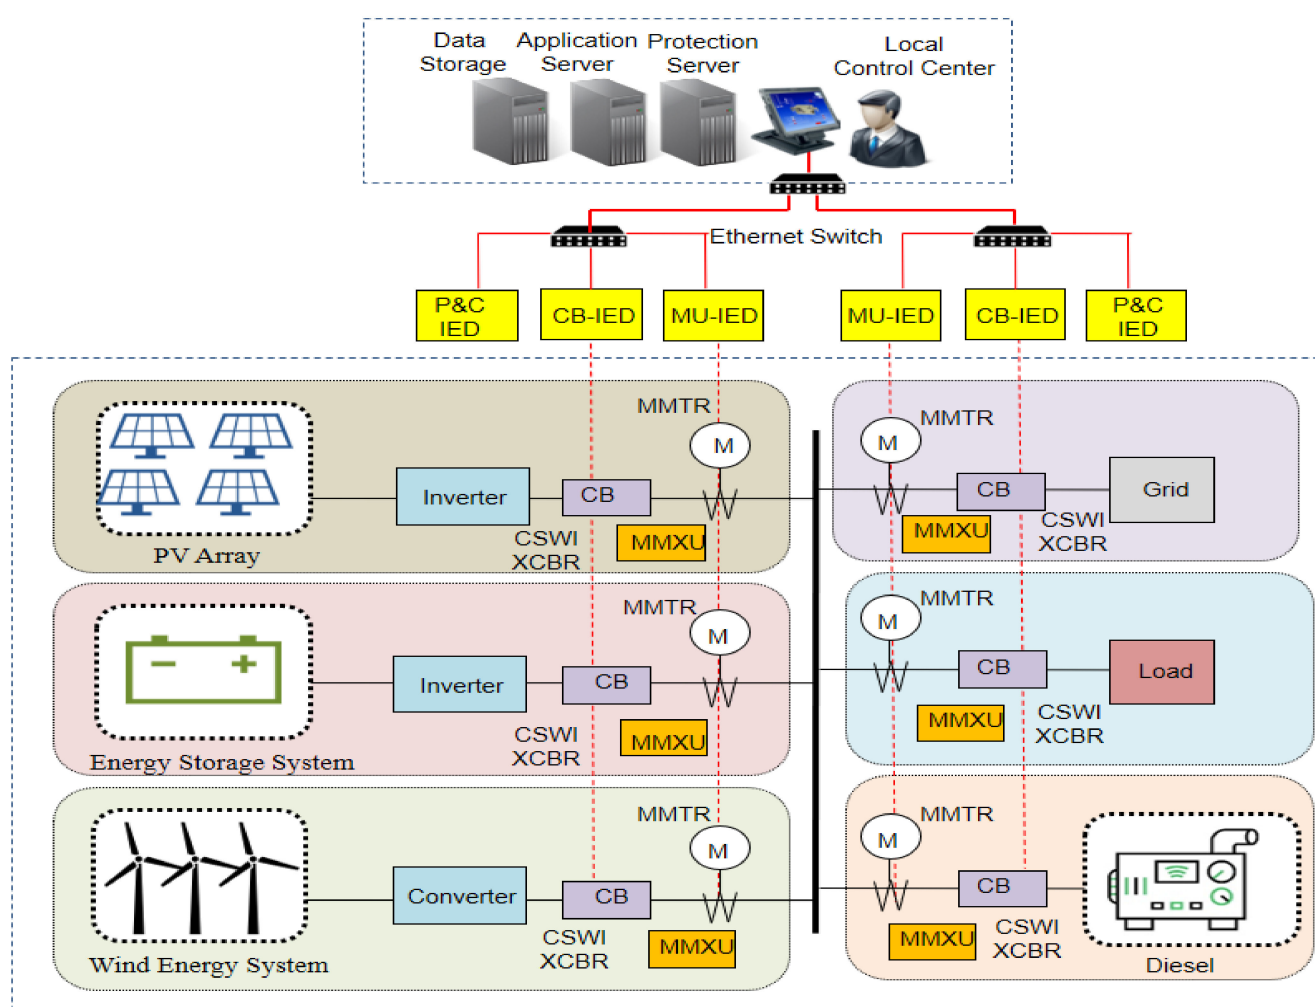 Data
Storage
Application
Server
Protection
Server
Local
Control Center
Ethernet Switch
P&C
IED
CB-IED
MU-IED
MU-IED
CB-IED
P&C
IED
MMTR
M
Inverter
CB
CSWI
XCBR
MMXU
PV Array
MMTR
M
CB
Grid
MMXU
CSWI
XCBR
MMTR
M
Inverter
CB
CSWI
XCBR
MMXU
Energy Storage System
MMTR
M
CB
Load
MMXU
CSWI
XCBR
MMTR
M
Converter
CB
CSWI
XCBR
MMXU
Wind Energy System
MMTR
M
CB
MMXU
CSWI
XCBR
Diesel